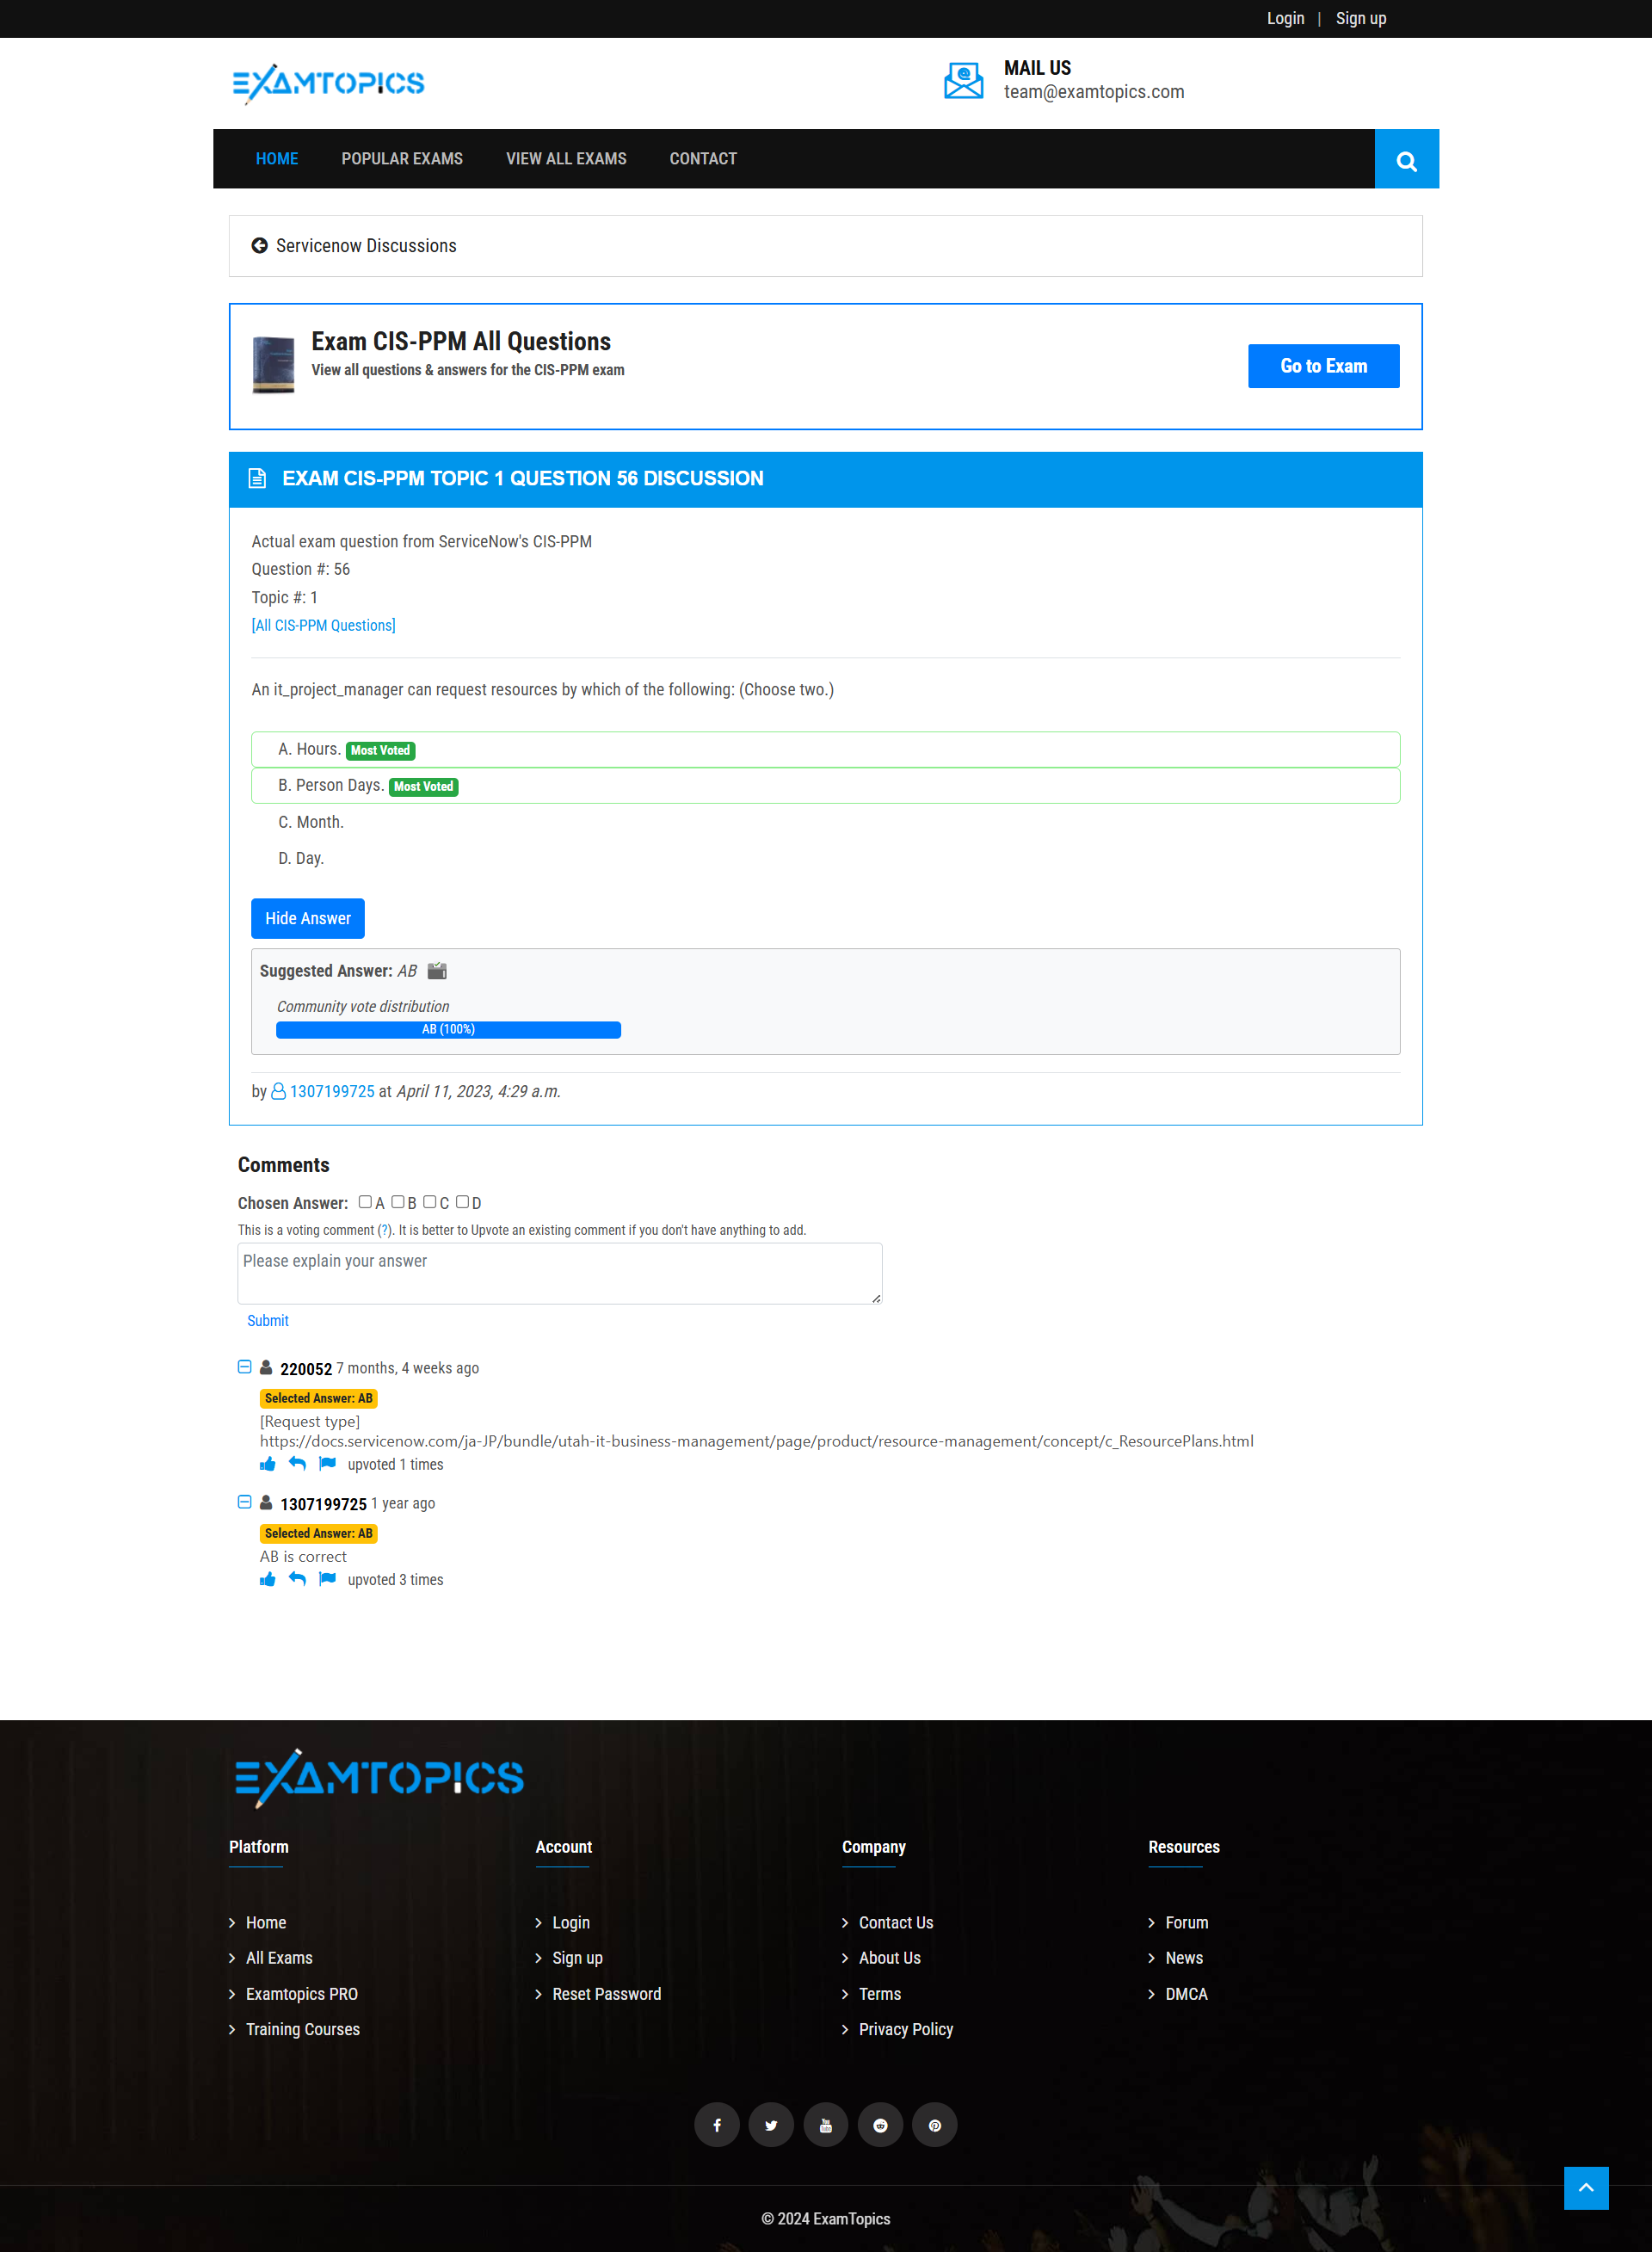 Login | Sign up
EXAMTOPICS
MAIL US
team@examtopics.com
HOME POPULAR EXAMS VIEW ALL EXAMS CONTACT
Servicenow Discussions
Exam CIS-PPM All Questions
View all questions & answers for the CIS-PPM exam
Go to Exam
EXAM CIS-PPM TOPIC 1 QUESTION 56 DISCUSSION
Actual exam question from ServiceNow's CIS-PPM
Question #: 56
Topic #: 1
[All CIS-PPM Questions]
An it_project_manager can request resources by which of the following: (Choose two.)
A. Hours. Most Voted
B. Person Days. Most Voted
C. Month.
D. Day.
Hide Answer
Suggested Answer: AB
Community vote distribution
AB (100%)
by 1307199725 at April 11, 2023, 4:29 a.m.
Comments
Chosen Answer: A B C D
This is a voting comment (?). It is better to Upvote an existing comment if you don't have anything to add.
Please explain your answer
Submit
220052 7 months, 4 weeks ago
Selected Answer: AB
[Request type]
https://docs.servicenow.com/ja-JP/bundle/utah-it-business-management/page/product/resource-management/concept/c_ResourcePlans.html
upvoted 1 times
1307199725 1 year ago
Selected Answer: AB
AB is correct
upvoted 3 times
EXAMTOPICS
Platform
Home
All Exams
Examtopics PRO
Training Courses
Account
Login
Sign up
Reset Password
Company
Contact Us
About Us
Terms
Privacy Policy
Resources
Forum
News
DMCA
© 2024 ExamTopics